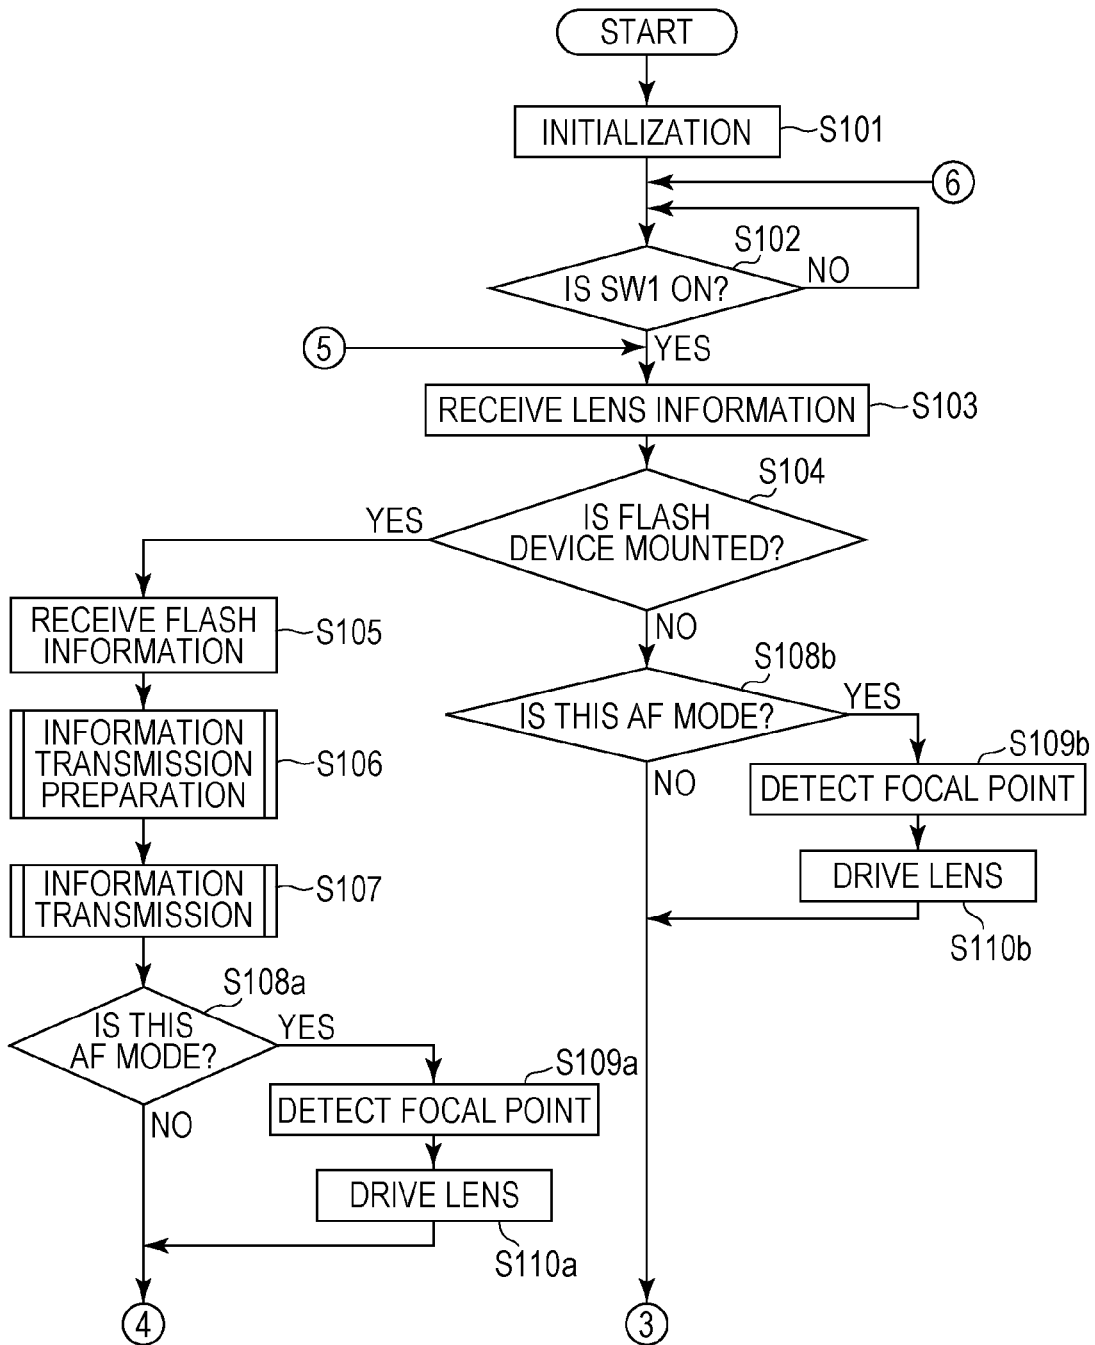 START
INITIALIZATION
S101
6
S102
IS SW1 ON?
NO
5
YES
RECEIVE LENS INFORMATION
S103
S104
IS FLASH
DEVICE MOUNTED?
YES
NO
RECEIVE FLASH
INFORMATION
S105
INFORMATION
TRANSMISSION
PREPARATION
S106
INFORMATION
TRANSMISSION
S107
S108a
IS THIS
AF MODE?
YES
NO
S109a
DETECT FOCAL POINT
DRIVE LENS
S110a
4
S108b
IS THIS AF MODE?
YES
NO
S109b
DETECT FOCAL POINT
DRIVE LENS
S110b
3